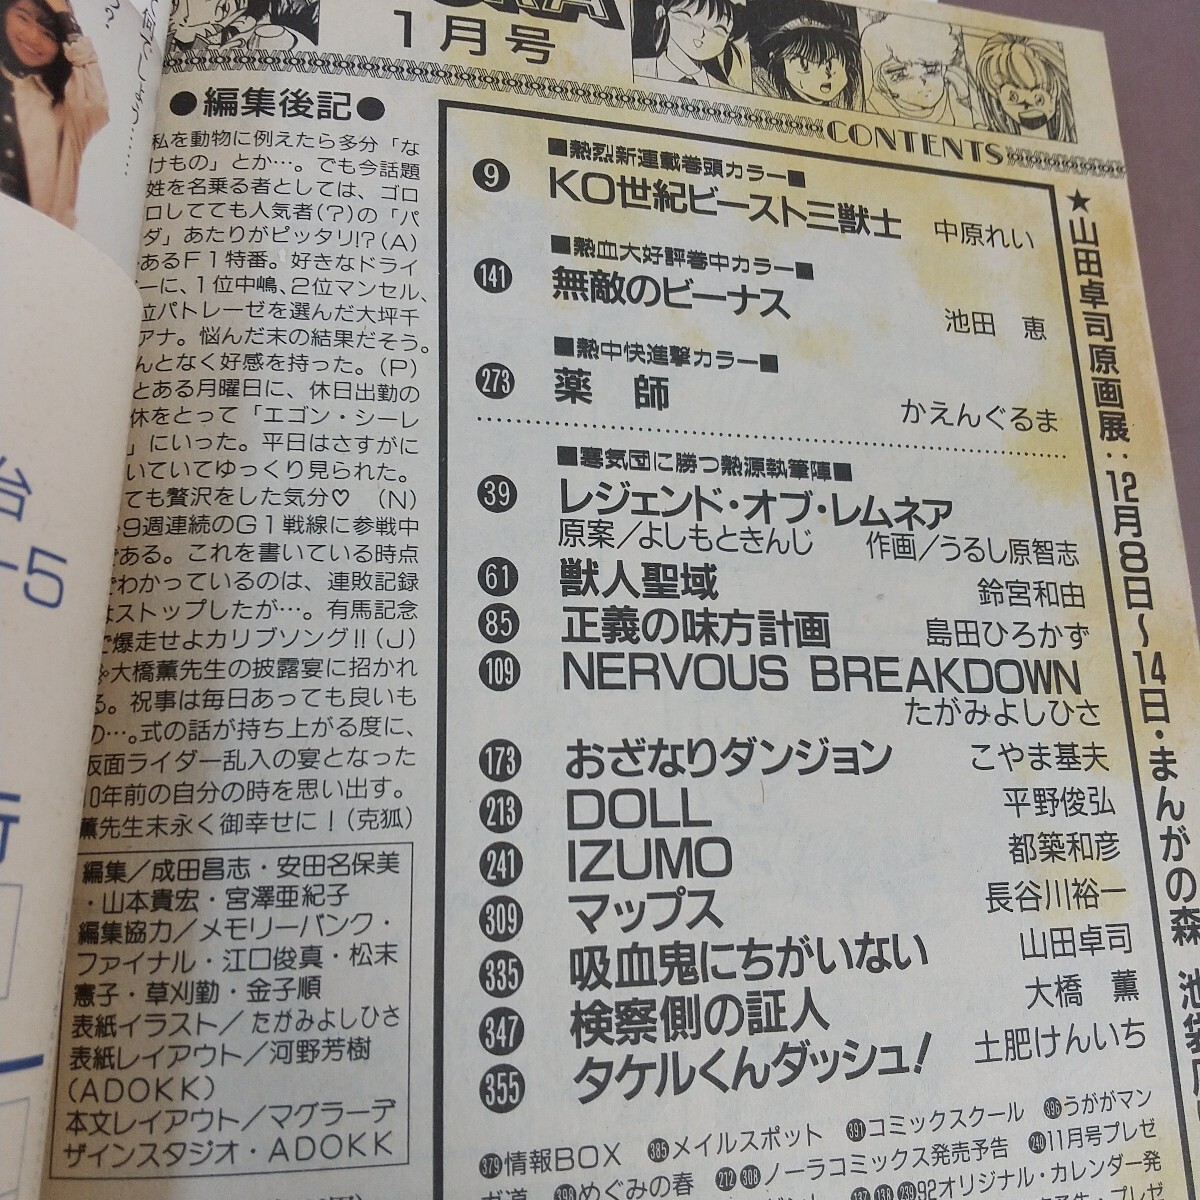 1月号
CONTENTS
●編集後記●
私を動物に例えたら多分「な
けもの」とか…。でも今話題
姓を名乗る者としては、ゴロ
ロしてても人気者(?)の「パ
ダ」あたりがピッタリ!?(A)
あるF1特番。好きなドライ
ーに、1位中嶋、2位マンセル、
位パトレーゼを選んだ大坪千
アナ。悩んだ末の結果だそう。
んとなく好感を持った。(P)
とある月曜日に、休日出勤の
休をとって「エゴン・シーレ
」にいった。平日はさすがに
いていてゆっくり見られた。
ても贅沢をした気分♡ (N)
9週連続のG1戦線に参戦中
である。これを書いている時点
でわかっているのは、連敗記録
はストップしたが…。有馬記念
で爆走せよカリブソング!!(J)
大橋薫先生の披露宴に招かれ
る。祝事は毎日あっても良いも
の…。式の話が持ち上がる度に、
仮面ライダー乱入の宴となった
10年前の自分の時を思い出す。
薫先生末永く御幸せに!(克狐)
編集/成田昌志・安田名保美
・山本貴宏・宮澤亜紀子
編集協力/メモリーバンク・
ファイナル・江口俊真・松末
憲子・草刈勤・金子順
表紙イラスト/たがみよしひさ
表紙レイアウト/河野芳樹
(ADOKK)
本文レイアウト/マグラーデ
ザインスタジオ・ADOKK
■熱烈新連載巻頭カラー■
9 KO世紀ビースト三獣士 中原れい
■熱血大好評巻中カラー■
141 無敵のビーナス 池田 恵
■熱中快進撃カラー■
273 薬師 かえんぐるま
■寒気団に勝つ熱源執筆陣■
39 レジェンド・オブ・レムネア
原案/よしもときんじ 作画/うるし原智志
61 獣人聖域 鈴宮和由
85 正義の味方計画 島田ひろかず
109 NERVOUS BREAKDOWN
たがみよしひさ
173 おざなりダンジョン こやま基夫
213 DOLL 平野俊弘
241 IZUMO 都築和彦
309 マップス 長谷川裕一
335 吸血鬼にちがいない 山田卓司
347 検察側の証人 大橋 薫
355 タケルくんダッシュ! 土肥けんいち
379 情報BOX 385 メイルスポット 391 コミックスクール 396 うががマン
398 めぐみの春 212 308 ノーラコミックス発売予告 240 11月号プレゼ
137 138 239 92オリジナル・カレンダー発
★山田卓司原画展:12月8日～14日・まんがの森 池袋